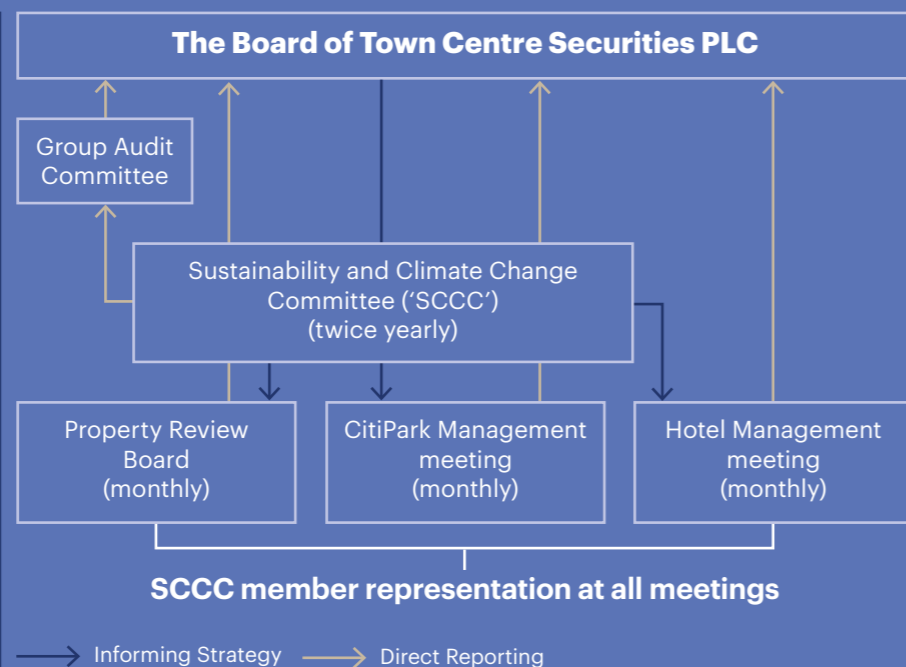 The Board of Town Centre Securities PLC
Group Audit
Committee
Sustainability and Climate Change
Committee (‘SCCC’)
(twice yearly)
Property Review
Board
(monthly)
CitiPark Management
meeting
(monthly)
Hotel Management
meeting
(monthly)
SCCC member representation at all meetings
Informing Strategy
Direct Reporting